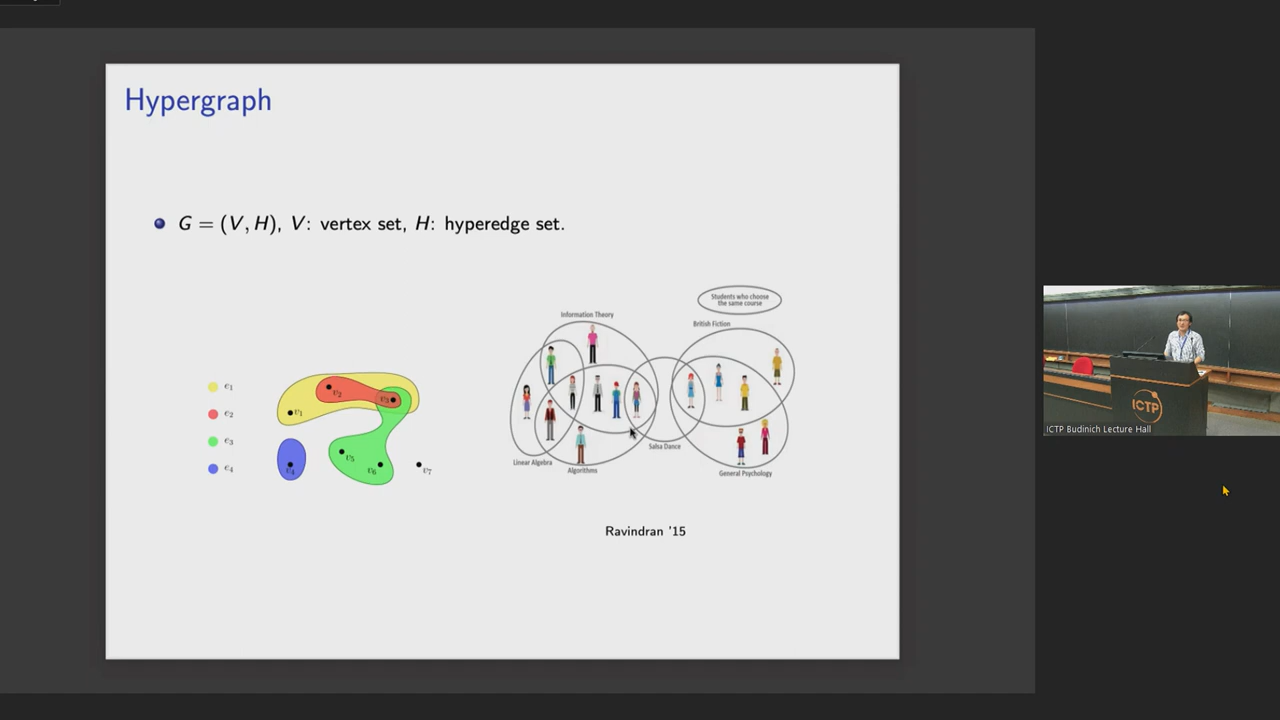 Hypergraph
G = (V, H), V: vertex set, H: hyperedge set.
e1
e2
e3
e4
v1
v2
v3
v4
v5
v6
v7
Students who choose
the same course
Information Theory
British Fiction
Linear Algebra
Algorithms
Salsa Dance
General Psychology
Ravindran '15
ICTP
ICTP Budinich Lecture Hall